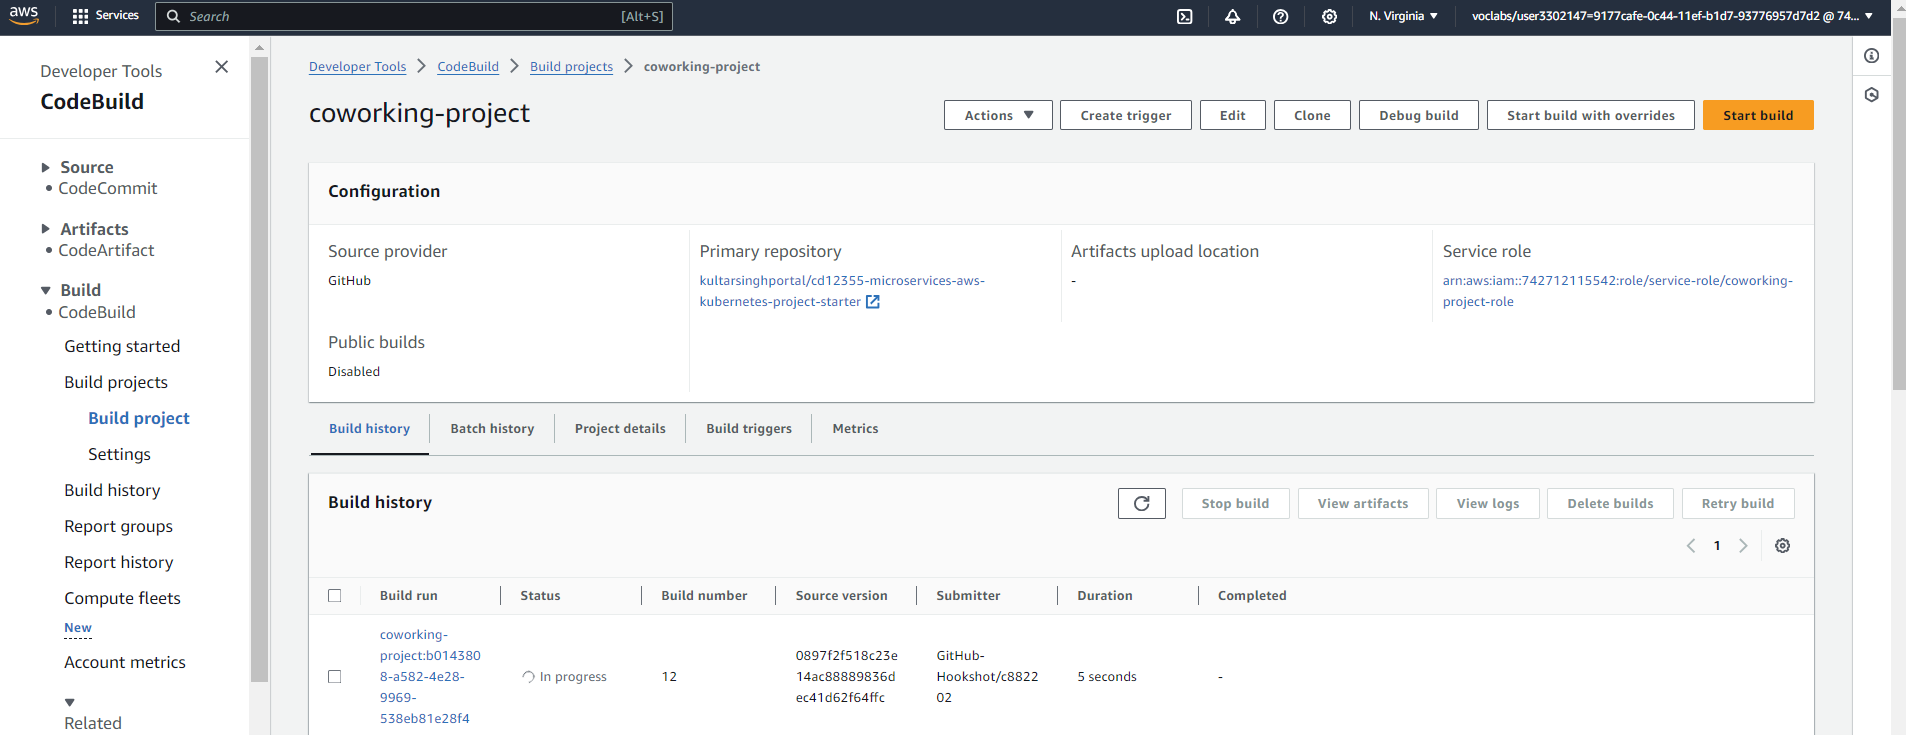 aws
Services
Search
[Alt+S]
N. Virginia
voclabs/user3302147=9177cafe-0c44-11ef-b1d7-93776957d7d2 @ 74...
Developer Tools
CodeBuild
Source
CodeCommit
Artifacts
CodeArtifact
Build
CodeBuild
Getting started
Build projects
Build project
Settings
Build history
Report groups
Report history
Compute fleets
New
Account metrics
Related
Developer Tools
CodeBuild
Build projects
coworking-project
coworking-project
Actions
Create trigger
Edit
Clone
Debug build
Start build with overrides
Start build
Configuration
Source provider
GitHub
Primary repository
kultarsinghportal/cd12355-microservices-aws-
kubernetes-project-starter
Artifacts upload location
-
Service role
arn:aws:iam::742712115542:role/service-role/coworking-
project-role
Public builds
Disabled
Build history
Batch history
Project details
Build triggers
Metrics
Build history
Stop build
View artifacts
View logs
Delete builds
Retry build
1
Build run
Status
Build number
Source version
Submitter
Duration
Completed
coworking-
project:b014380
8-a582-4e28-
9969-
538eb81e28f4
In progress
12
0897f2f518c23e
14ac88889836d
ec41d62f64ffc
GitHub-
Hookshot/c8822
02
5 seconds
-